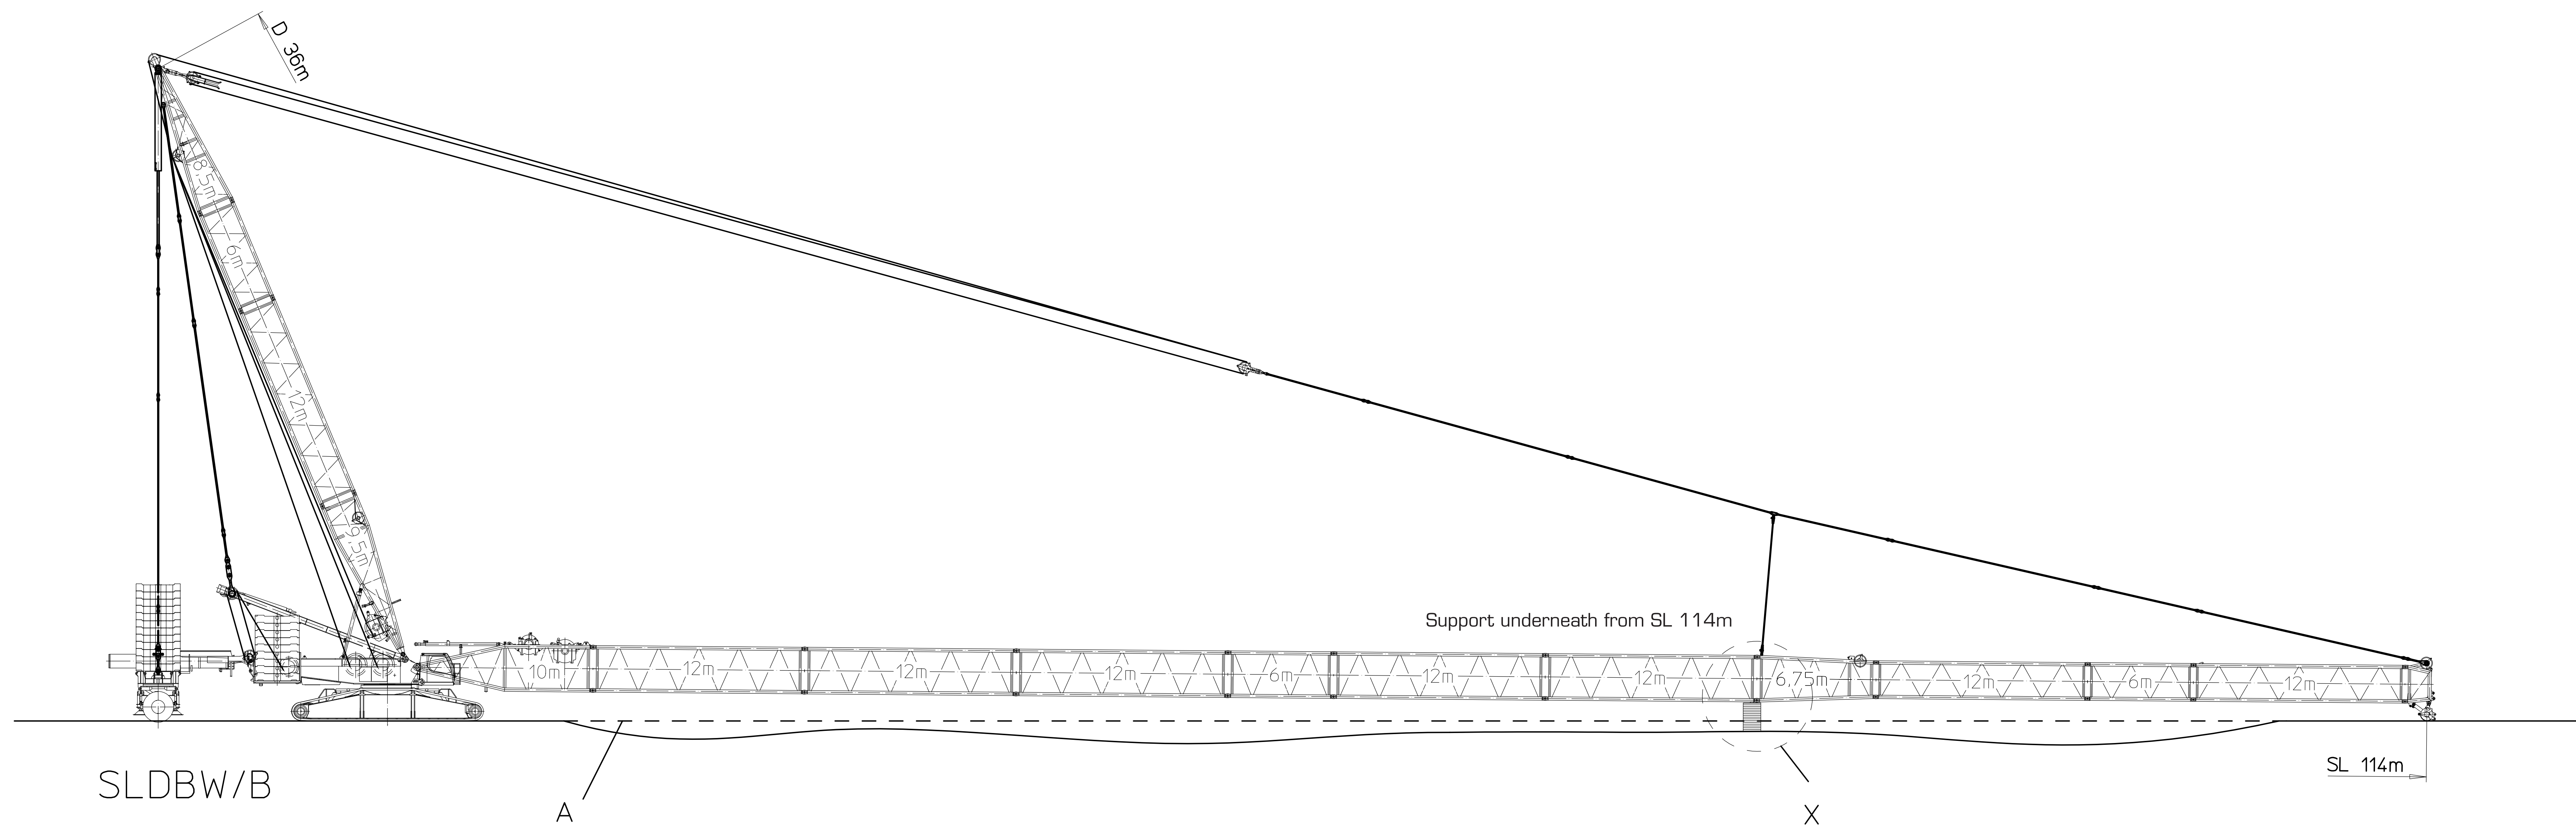 D 36m
8,5m
6m
12m
9,5m
Support underneath from SL 114m
10m 12m 12m 12m 6m 12m 12m 6,75m 12m 6m 12m
SL 114m
SLDBW/B
A
X